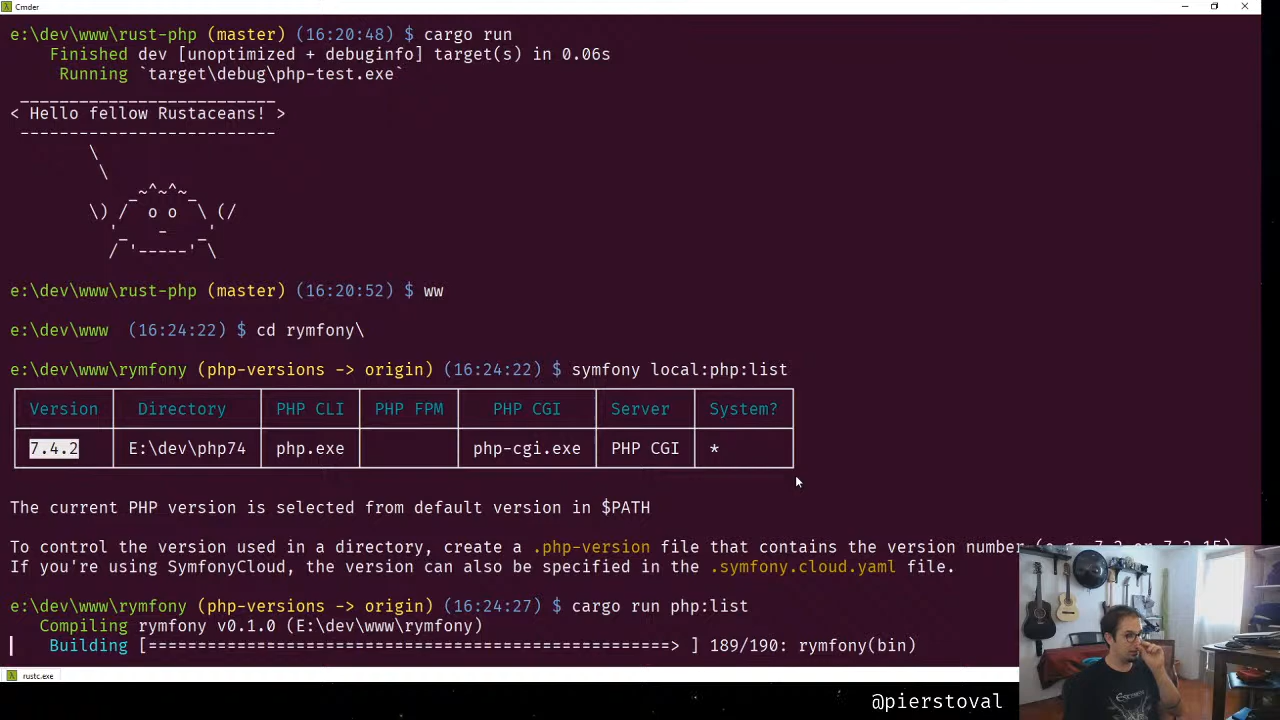 Cmder
e:\dev\www\rust-php (master) (16:20:48) $ cargo run
Finished dev [unoptimized + debuginfo] target(s) in 0.06s
Running `target\debug\php-test.exe`
__________________________
< Hello fellow Rustaceans! >
--------------------------
\
\
_~^~^~_
\) /  o o  \ (/
'_   -   _'
/ '-----' \
e:\dev\www\rust-php (master) (16:20:52) $ ww
e:\dev\www  (16:24:22) $ cd rymfony\
e:\dev\www\rymfony (php-versions -> origin) (16:24:22) $ symfony local:php:list
Version Directory PHP CLI PHP FPM PHP CGI Server System?
7.4.2 E:\dev\php74 php.exe php-cgi.exe PHP CGI *
The current PHP version is selected from default version in $PATH
To control the version used in a directory, create a .php-version file that contains the version number (e.g. 7.2 or 7.2.15).
If you're using SymfonyCloud, the version can also be specified in the .symfony.cloud.yaml file.
e:\dev\www\rymfony (php-versions -> origin) (16:24:27) $ cargo run php:list
Compiling rymfony v0.1.0 (E:\dev\www\rymfony)
Building [=====================================================> ] 189/190: rymfony(bin)
rustc.exe
@pierstoval